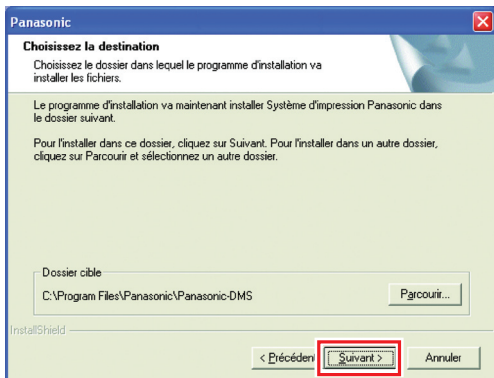 Panasonic
Choisissez la destination
Choisissez le dossier dans lequel le programme d'installation va
installer les fichiers.
Le programme d'installation va maintenant installer Système d'impression Panasonic dans
le dossier suivant.
Pour l'installer dans ce dossier, cliquez sur Suivant. Pour l'installer dans un autre dossier,
cliquez sur Parcourir et sélectionnez un autre dossier.
Dossier cible
C:\Program Files\Panasonic\Panasonic-DMS
Parcourir...
InstallShield
< Précédent
Suivant >
Annuler